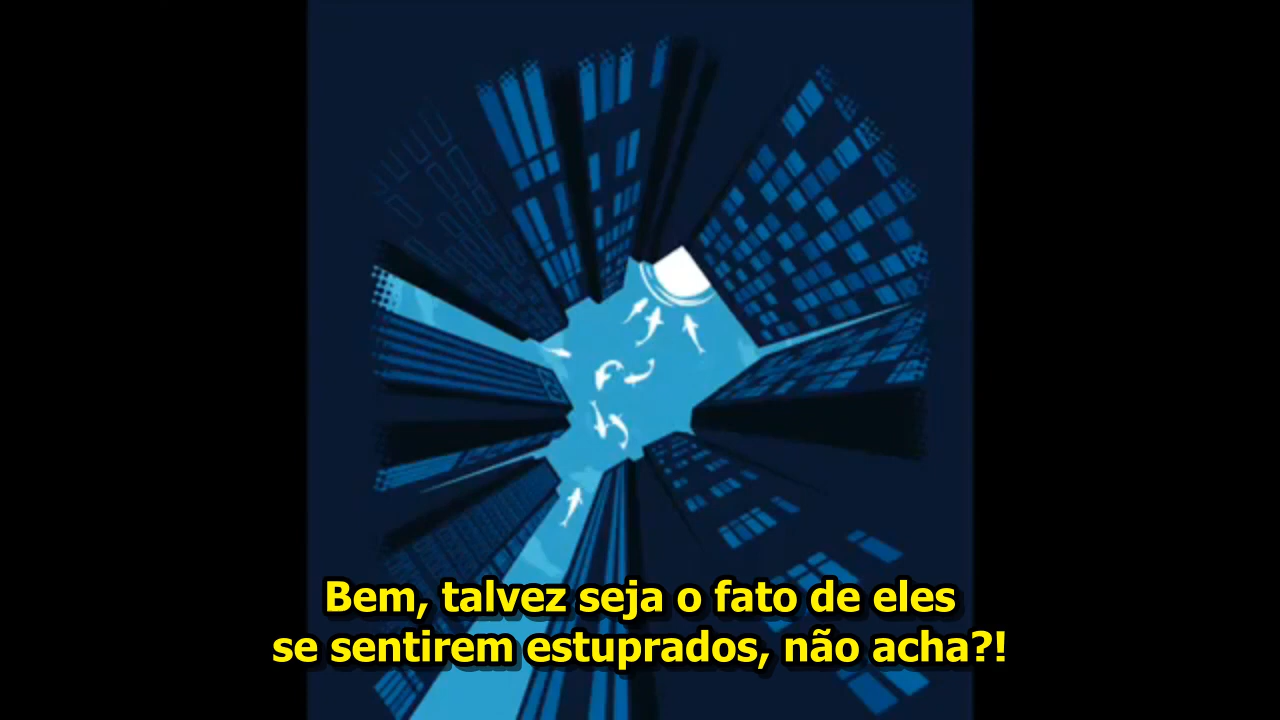 Bem, talvez seja o fato de eles
se sentirem estuprados, não acha?!